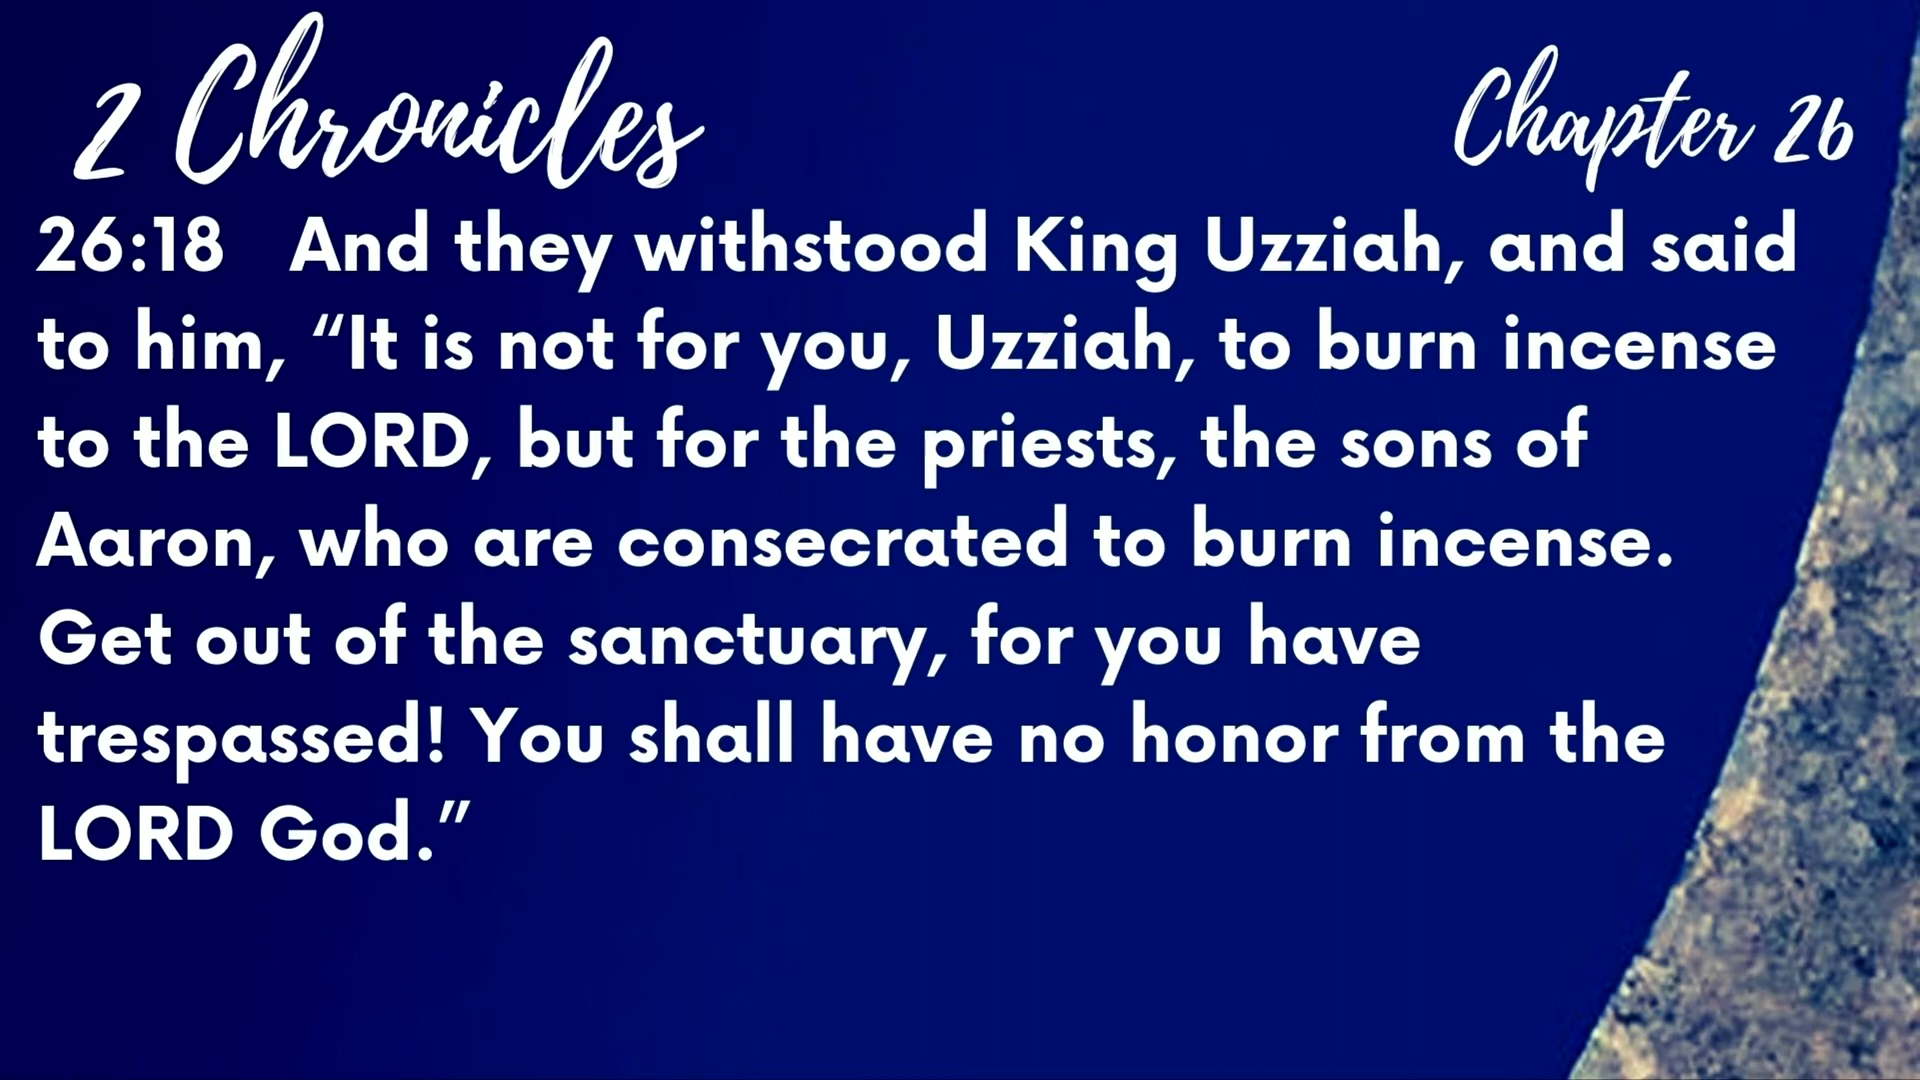 2 Chronicles
Chapter 26
26:18 And they withstood King Uzziah, and said
to him, “It is not for you, Uzziah, to burn incense
to the LORD, but for the priests, the sons of
Aaron, who are consecrated to burn incense.
Get out of the sanctuary, for you have
trespassed! You shall have no honor from the
LORD God.”